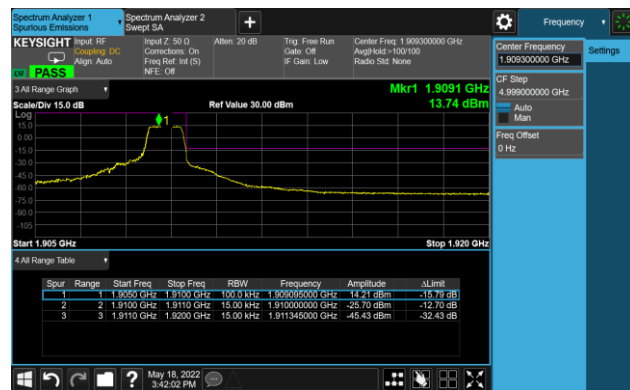 Spectrum Analyzer 1
Spurious Emissions
Spectrum Analyzer 2
Swept SA
+
Frequency
KEYSIGHT
Input: RF
Coupling: DC
Align: Auto
Input Z: 50 Ω
Corrections: On
Freq Ref: Int (S)
NFE: Off
Atten: 20 dB
Trig: Free Run
Gate: Off
IF Gain: Low
Center Freq: 1.909300000 GHz
Avg|Hold:>100/100
Radio Std: None
PASS
Center Frequency
1.909300000 GHz
Settings
CF Step
4.999000000 GHz
Auto
Man
Freq Offset
0 Hz
3 All Range Graph
Mkr1 1.9091 GHz
Scale/Div 15.0 dB
Ref Value 30.00 dBm
13.74 dBm
Log
1
15.0
0.00
-15.0
-30.0
-45.0
-60.0
-75.0
-90.0
-105
Start 1.905 GHz
Stop 1.920 GHz
4 All Range Table
Spur Range Start Freq Stop Freq RBW Frequency Amplitude ΔLimit
1 1 1.9050 GHz 1.9100 GHz 100.0 kHz 1.909095000 GHz 14.21 dBm -15.79 dB
2 2 1.9100 GHz 1.9110 GHz 15.00 kHz 1.910000000 GHz -25.70 dBm -12.70 dB
3 3 1.9110 GHz 1.9200 GHz 15.00 kHz 1.911345000 GHz -45.43 dBm -32.43 dB
?
May 18, 2022
3:42:02 PM